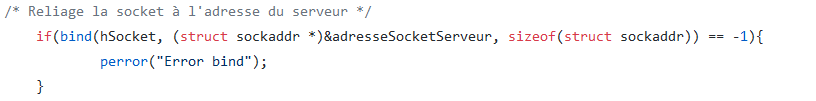 /* Reliage la socket à l'adresse du serveur */
if(bind(hSocket, (struct sockaddr *)&adresseSocketServeur, sizeof(struct sockaddr)) == -1){
perror("Error bind");
}